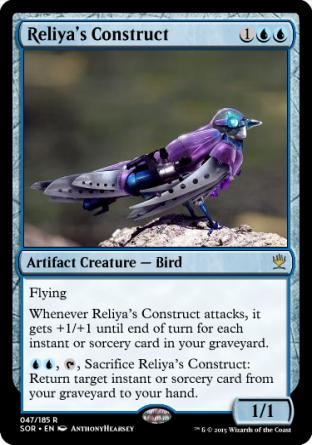 Reliya's Construct 1
Artifact Creature — Bird
Flying
Whenever Reliya's Construct attacks, it
gets +1/+1 until end of turn for each
instant or sorcery card in your graveyard.
, , Sacrifice Reliya's Construct:
Return target instant or sorcery card from
your graveyard to your hand.
1/1
047/185 R
SOR • EN AnthonyHearsey
™ & © 2015 Wizards of the Coast